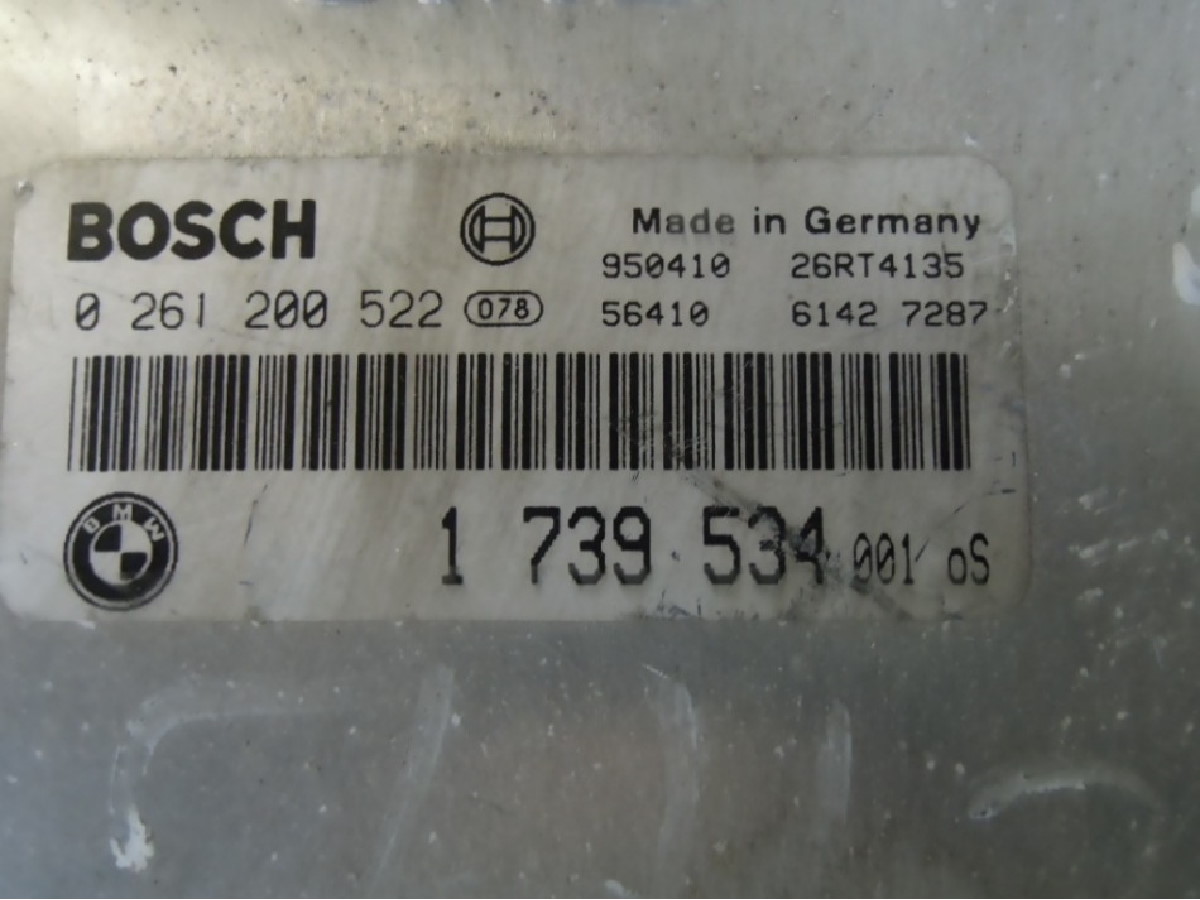 BOSCH
Made in Germany
950410 26RT4135
0 261 200 522 078
56410 6142 7287
BMW
1 739 534 001 oS